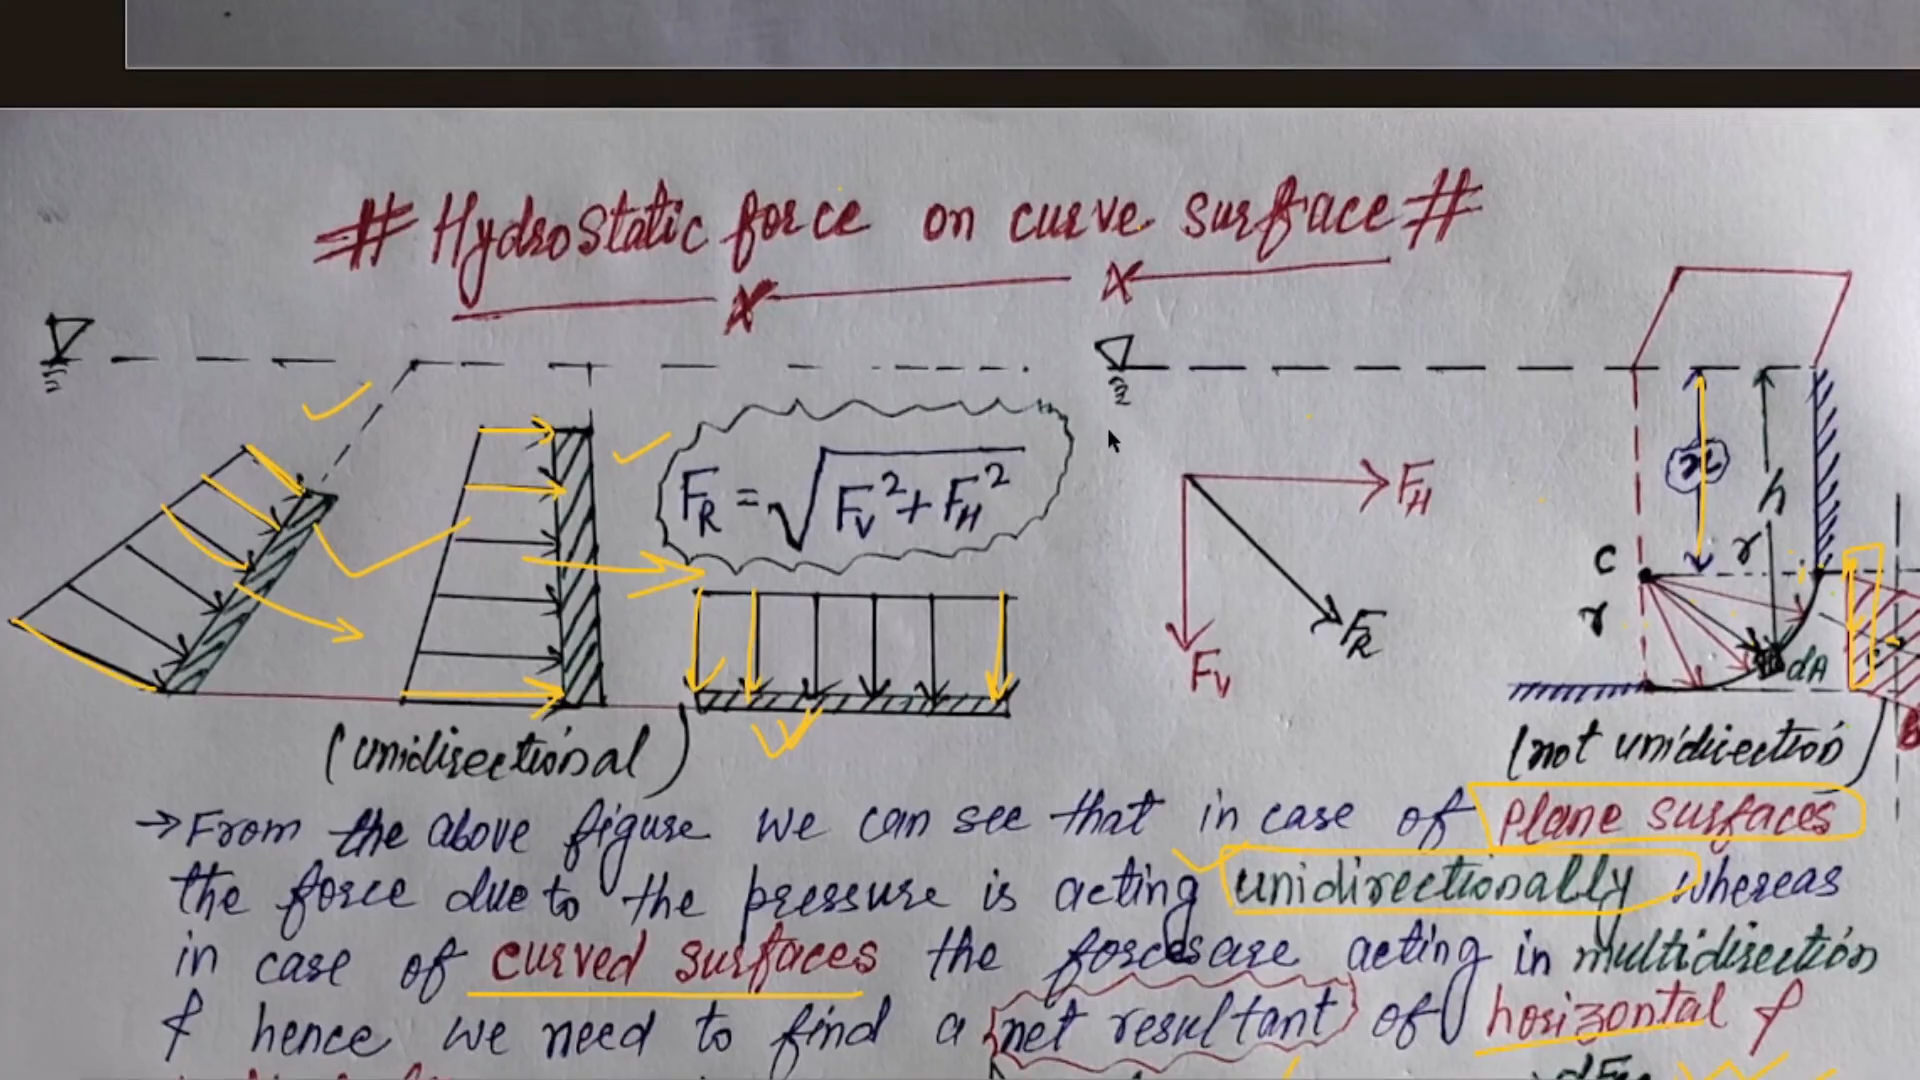 # Hydrostatic force on curve surface #
F_R = √(F_V² + F_H²)
F_H
F_V
F_R
x
h
C
r
r
dA
B
(unidirectional)
(not unidirection)
→ From the above figure we can see that in case of plane surfaces
the force due to the pressure is acting unidirectionally whereas
in case of curved surfaces the forces are acting in multidirection
& hence we need to find a net resultant of horizontal &